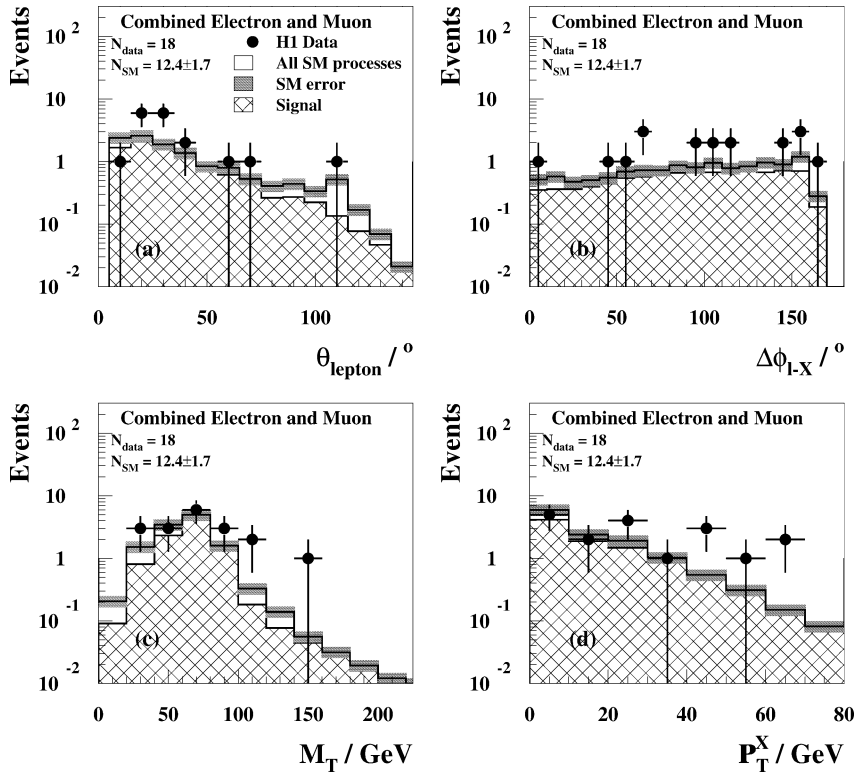 Combined Electron and Muon
N_data = 18
N_SM = 12.4±1.7
H1 Data
All SM processes
SM error
Signal
Events
10^2
10
1
10^-1
10^-2
(a)
0 50 100
θ_lepton / °
Combined Electron and Muon
N_data = 18
N_SM = 12.4±1.7
Events
10^2
10
1
10^-1
10^-2
(b)
0 50 100 150
Δϕ_l-X / °
Combined Electron and Muon
N_data = 18
N_SM = 12.4±1.7
Events
10^2
10
1
10^-1
10^-2
(c)
0 50 100 150 200
M_T / GeV
Combined Electron and Muon
N_data = 18
N_SM = 12.4±1.7
Events
10^2
10
1
10^-1
10^-2
(d)
0 20 40 60 80
P_T^X / GeV